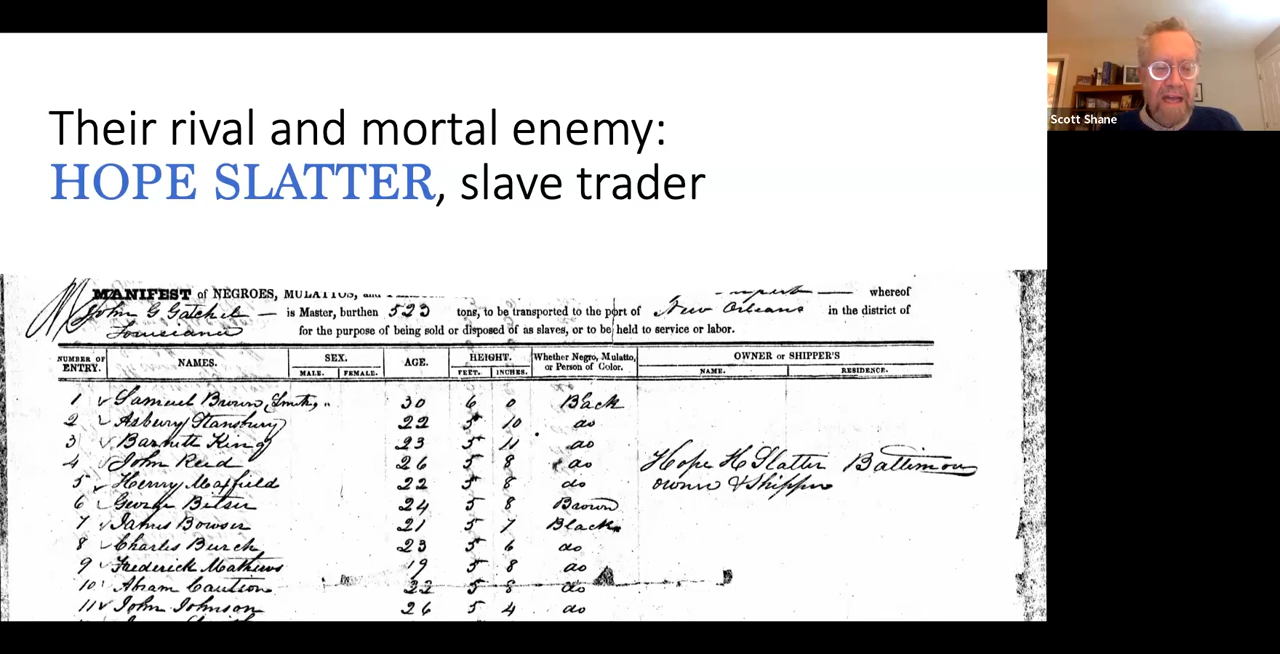 Their rival and mortal enemy:
HOPE SLATTER, slave trader
Scott Shane
MANIFEST of NEGROES, MULATTOS, whereof
John G Gatchel — is Master, burthen 523 tons, to be transported to the port of New Orleans in the district of
Louisiana for the purpose of being sold or disposed of as slaves, or to be held to service or labor.
NUMBER OF ENTRY. NAMES. SEX. MALE. FEMALE. AGE. HEIGHT. FEET. INCHES. Whether Negro, Mulatto, or Person of Color. OWNER or SHIPPER'S NAME. RESIDENCE.
1 Samuel Brown, Smith, 30 6 0 Black
2 Asbury Stansbury 22 5 10 do
3 Barnett King 23 5 11 do
4 John Reid 26 5 8 do Hope H Slatter Baltimore
5 Henry Maxfield 22 5 8 do owner & Shipper
6 George 24 5 8 Brown
7 James Bowser 21 5 7 Black
8 Charles Burch 23 5 6 do
9 Frederick Mathews 19 5 8 do
10 Abram 22 5 8 do
11 John Johnson 26 5 4 do